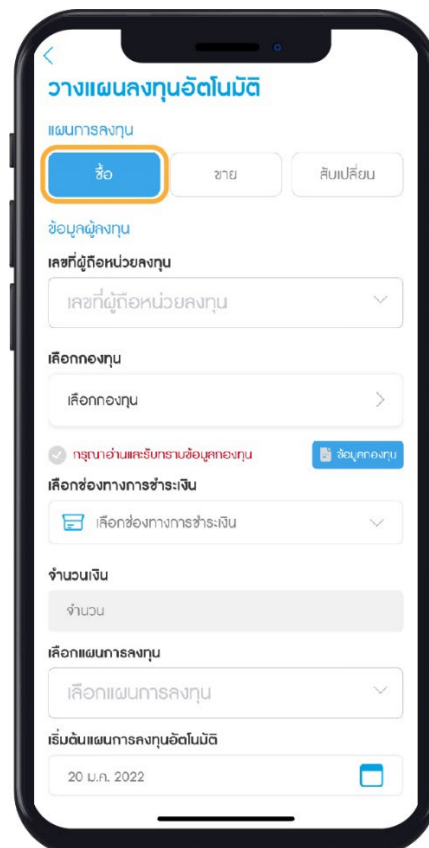 วางแผนลงทุนอัตโนมัติ
แผนการลงทุน
ซื้อ
ขาย
สับเปลี่ยน
ข้อมูลผู้ลงทุน
เลขที่ผู้ถือหน่วยลงทุน
เลขที่ผู้ถือหน่วยลงทุน
เลือกกองทุน
เลือกกองทุน
กรุณาอ่านและรับทราบข้อมูลกองทุน
ข้อมูลกองทุน
เลือกช่องทางการชำระเงิน
เลือกช่องทางการชำระเงิน
จำนวนเงิน
จำนวน
เลือกแผนการลงทุน
เลือกแผนการลงทุน
เริ่มต้นแผนการลงทุนอัตโนมัติ
20 ม.ค. 2022